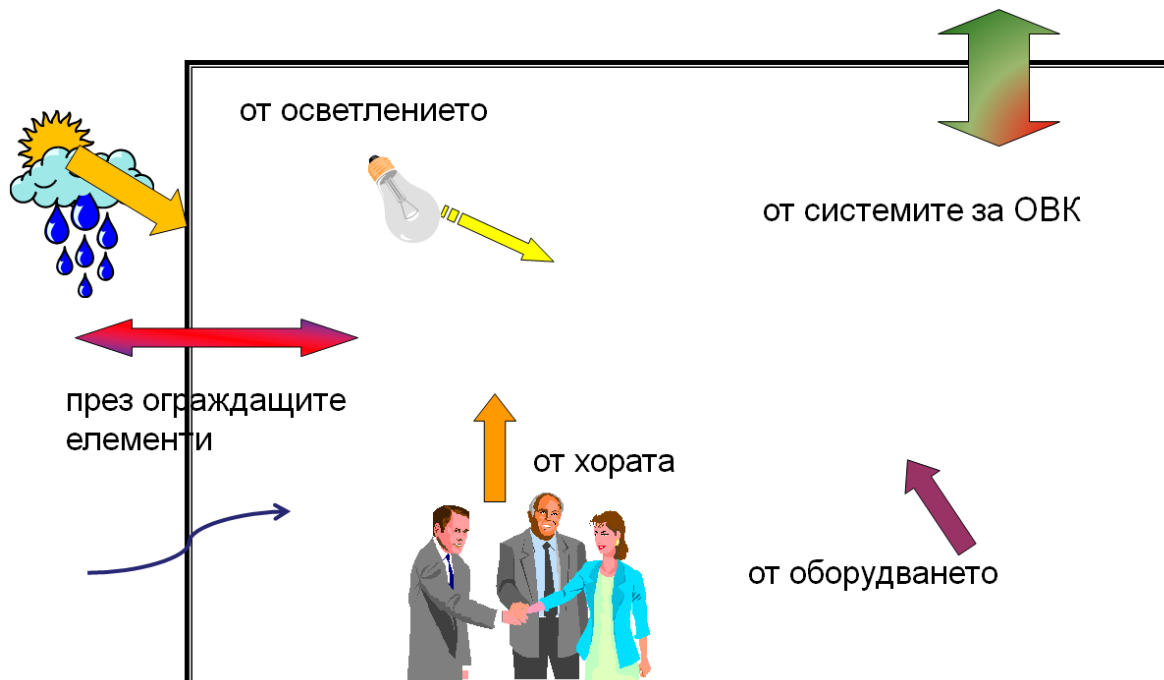 от осветлението
от системите за ОВК
през ограждащите
елементи
от хората
от оборудването